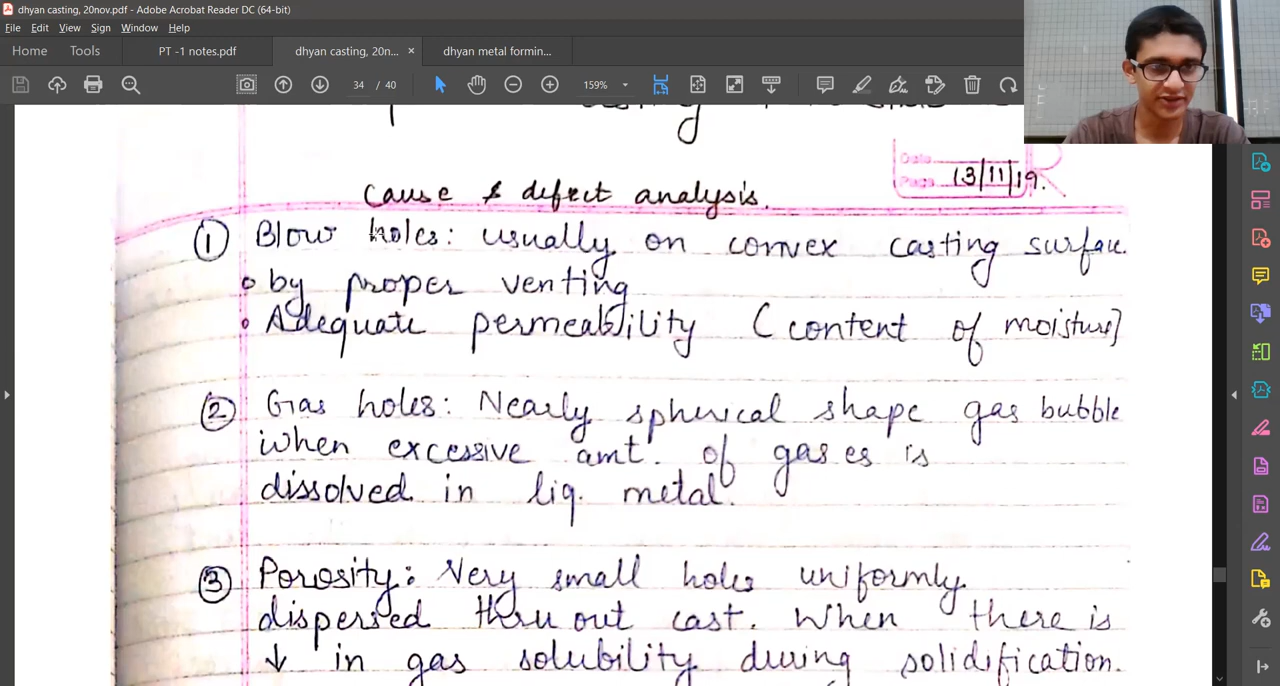 dhyan casting, 20nov.pdf - Adobe Acrobat Reader DC (64-bit)
File Edit View Sign Window Help
Home Tools PT -1 notes.pdf dhyan casting, 20n... × dhyan metal formin...
34 / 40 159%
Date
Page 13/11/19.
Cause & defect analysis.
① Blow holes: usually on convex casting surface
by proper venting
Adequate permeability (content of moisture]
② Gas holes: Nearly spherical shape gas bubble
when excessive amt. of gases is
dissolved in liq. metal.
③ Porosity: Very small holes uniformly
dispersed thru out cast. When there is
↓ in gas solubility during solidification.